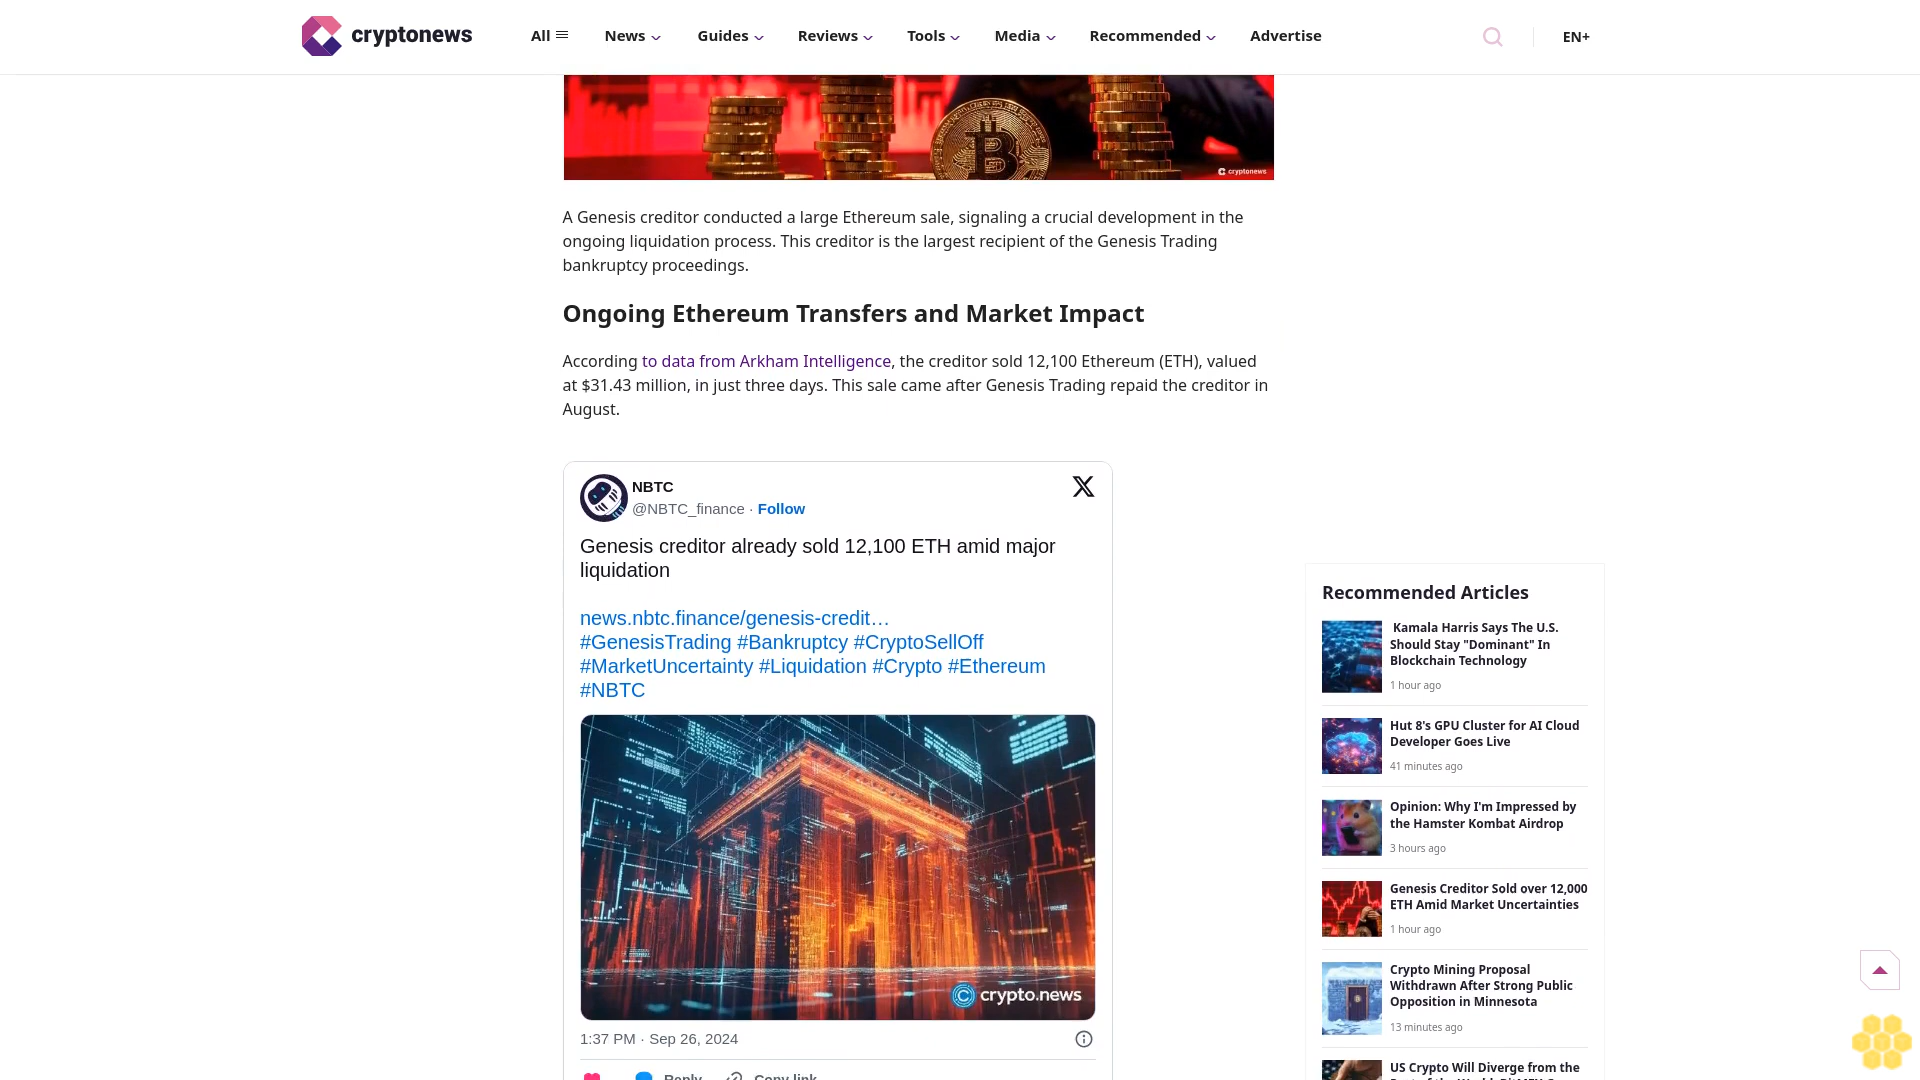 cryptonews
All
News
Guides
Reviews
Tools
Media
Recommended
Advertise
EN+
cryptonews
A Genesis creditor conducted a large Ethereum sale, signaling a crucial development in the
ongoing liquidation process. This creditor is the largest recipient of the Genesis Trading
bankruptcy proceedings.
Ongoing Ethereum Transfers and Market Impact
According to data from Arkham Intelligence, the creditor sold 12,100 Ethereum (ETH), valued
at $31.43 million, in just three days. This sale came after Genesis Trading repaid the creditor in
August.
NBTC
@NBTC_finance · Follow
Genesis creditor already sold 12,100 ETH amid major
liquidation
news.nbtc.finance/genesis-credit…
#GenesisTrading #Bankruptcy #CryptoSellOff
#MarketUncertainty #Liquidation #Crypto #Ethereum
#NBTC
crypto.news
1:37 PM · Sep 26, 2024
Reply
Copy link
Recommended Articles
Kamala Harris Says The U.S.
Should Stay "Dominant" In
Blockchain Technology
1 hour ago
Hut 8's GPU Cluster for AI Cloud
Developer Goes Live
41 minutes ago
Opinion: Why I'm Impressed by
the Hamster Kombat Airdrop
3 hours ago
Genesis Creditor Sold over 12,000
ETH Amid Market Uncertainties
1 hour ago
Crypto Mining Proposal
Withdrawn After Strong Public
Opposition in Minnesota
13 minutes ago
US Crypto Will Diverge from the